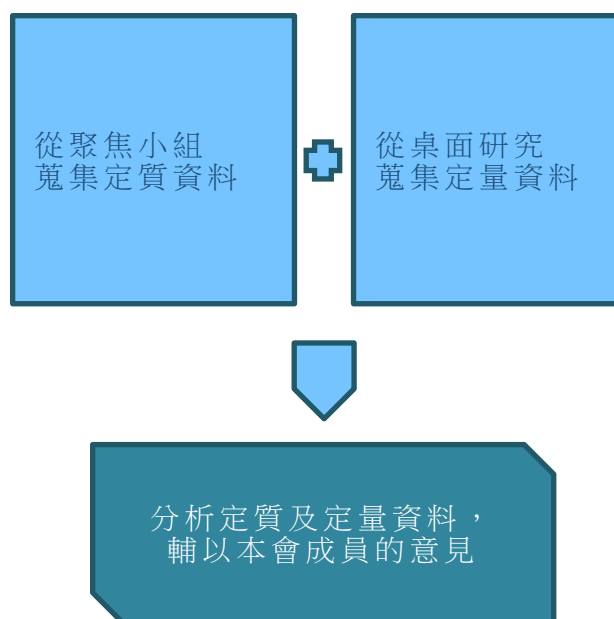 從聚焦小組
蒐集定質資料
從桌面研究
蒐集定量資料
分析定質及定量資料，
輔以本會成員的意見